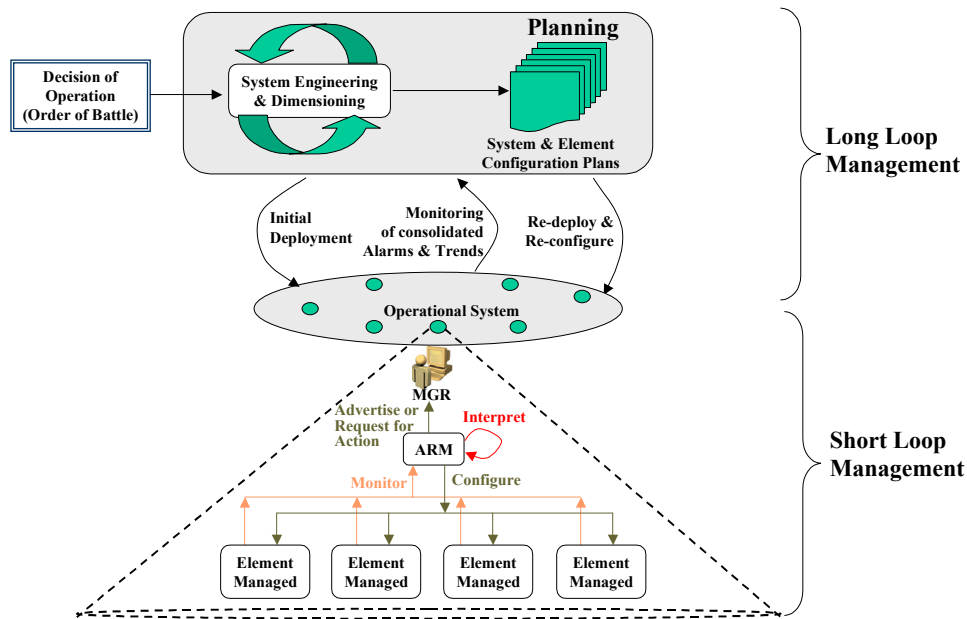 Planning
Decision of
Operation
(Order of Battle)
System Engineering
& Dimensioning
System & Element
Configuration Plans
Long Loop
Management
Initial
Deployment
Monitoring
of consolidated
Alarms & Trends
Re-deploy &
Re-configure
Operational System
MGR
Advertise or
Request for
Action
Interpret
ARM
Short Loop
Management
Monitor
Configure
Element
Managed
Element
Managed
Element
Managed
Element
Managed